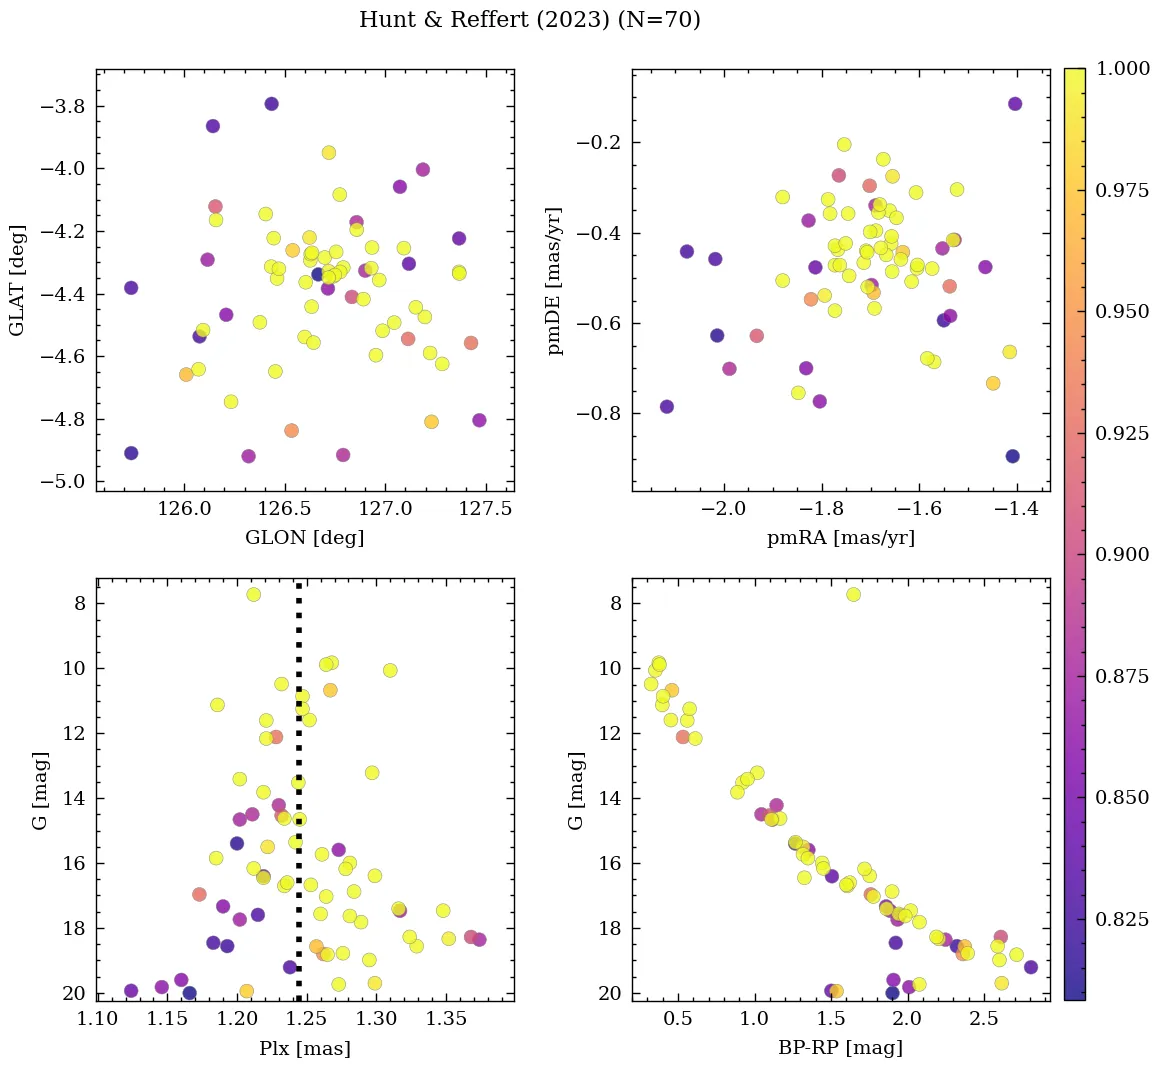 Hunt & Reffert (2023) (N=70)
−3.8
−4.0
−4.2
−4.4
−4.6
−4.8
−5.0
GLAT [deg]
126.0 126.5 127.0 127.5
GLON [deg]
−0.2
−0.4
−0.6
−0.8
pmDE [mas/yr]
−2.0 −1.8 −1.6 −1.4
pmRA [mas/yr]
8
10
12
14
16
18
20
G [mag]
1.10 1.15 1.20 1.25 1.30 1.35
Plx [mas]
8
10
12
14
16
18
20
G [mag]
0.5 1.0 1.5 2.0 2.5
BP-RP [mag]
1.000
0.975
0.950
0.925
0.900
0.875
0.850
0.825